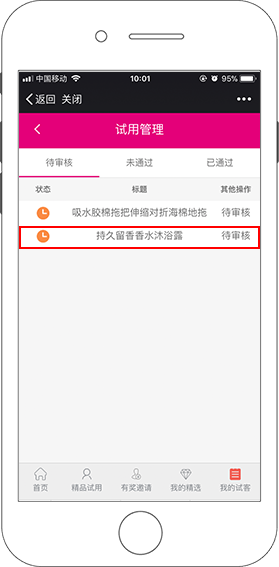 中国移动 10:01 95%
返回 关闭
试用管理
待审核 未通过 已通过
状态 标题 其他操作
吸水胶棉拖把伸缩对折海绵地拖 待审核
持久留香香水沐浴露 待审核
首页 精品试用 有奖邀请 我的精选 我的试客